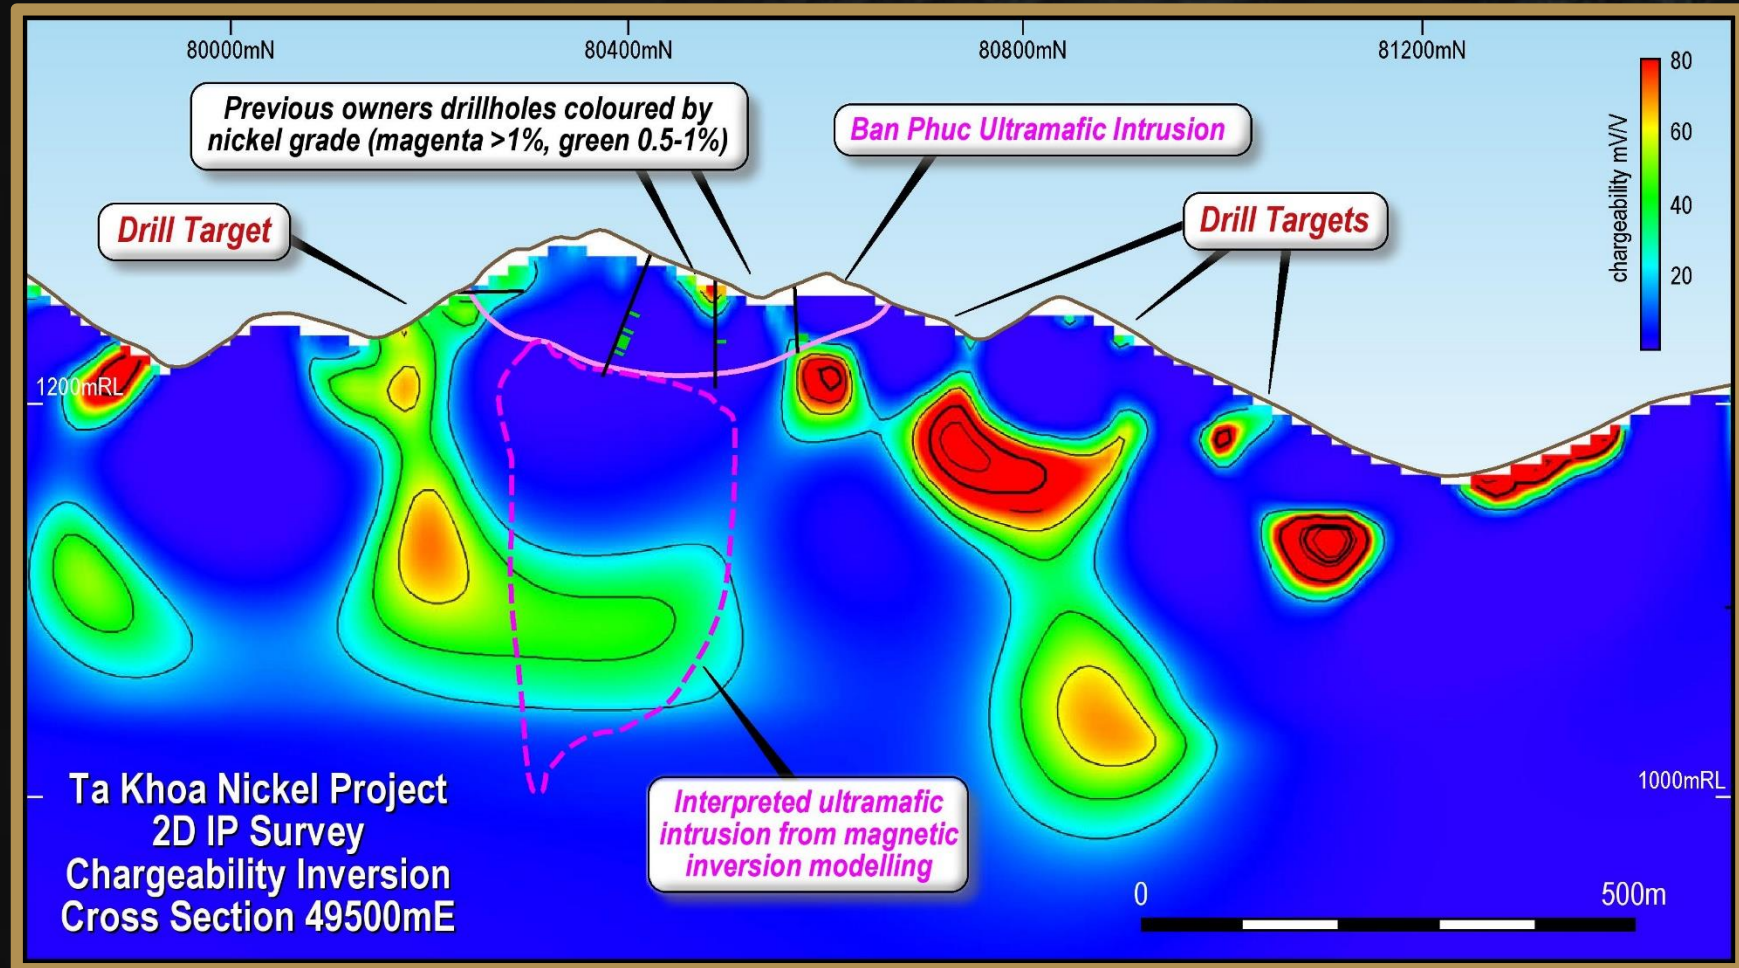 80000mN
80400mN
80800mN
81200mN
Previous owners drillholes coloured by
nickel grade (magenta >1%, green 0.5-1%)
Ban Phuc Ultramafic Intrusion
Drill Target
Drill Targets
chargeability mV/V
80
60
40
20
1200mRL
1000mRL
Interpreted ultramafic
intrusion from magnetic
inversion modelling
Ta Khoa Nickel Project
2D IP Survey
Chargeability Inversion
Cross Section 49500mE
0
500m